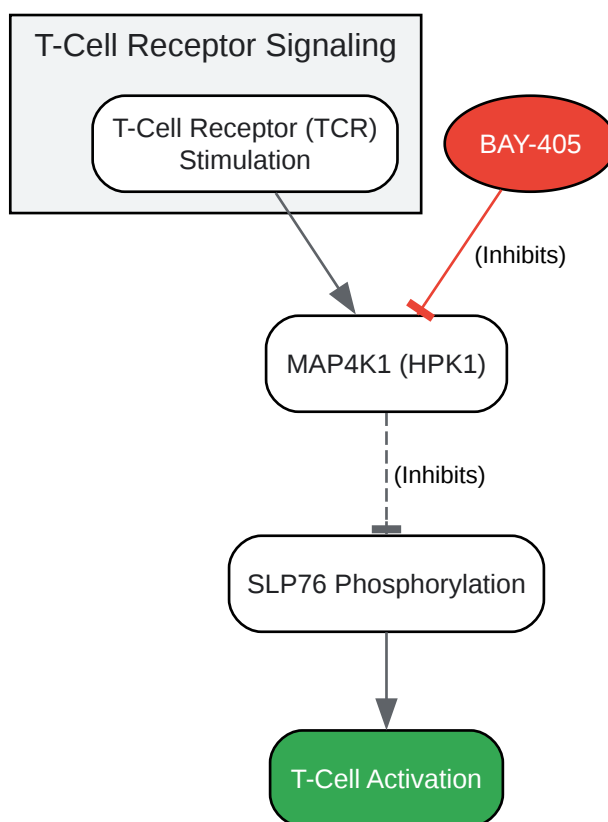 T-Cell Receptor Signaling
T-Cell Receptor (TCR)
Stimulation
BAY-405
(Inhibits)
MAP4K1 (HPK1)
(Inhibits)
SLP76 Phosphorylation
T-Cell Activation